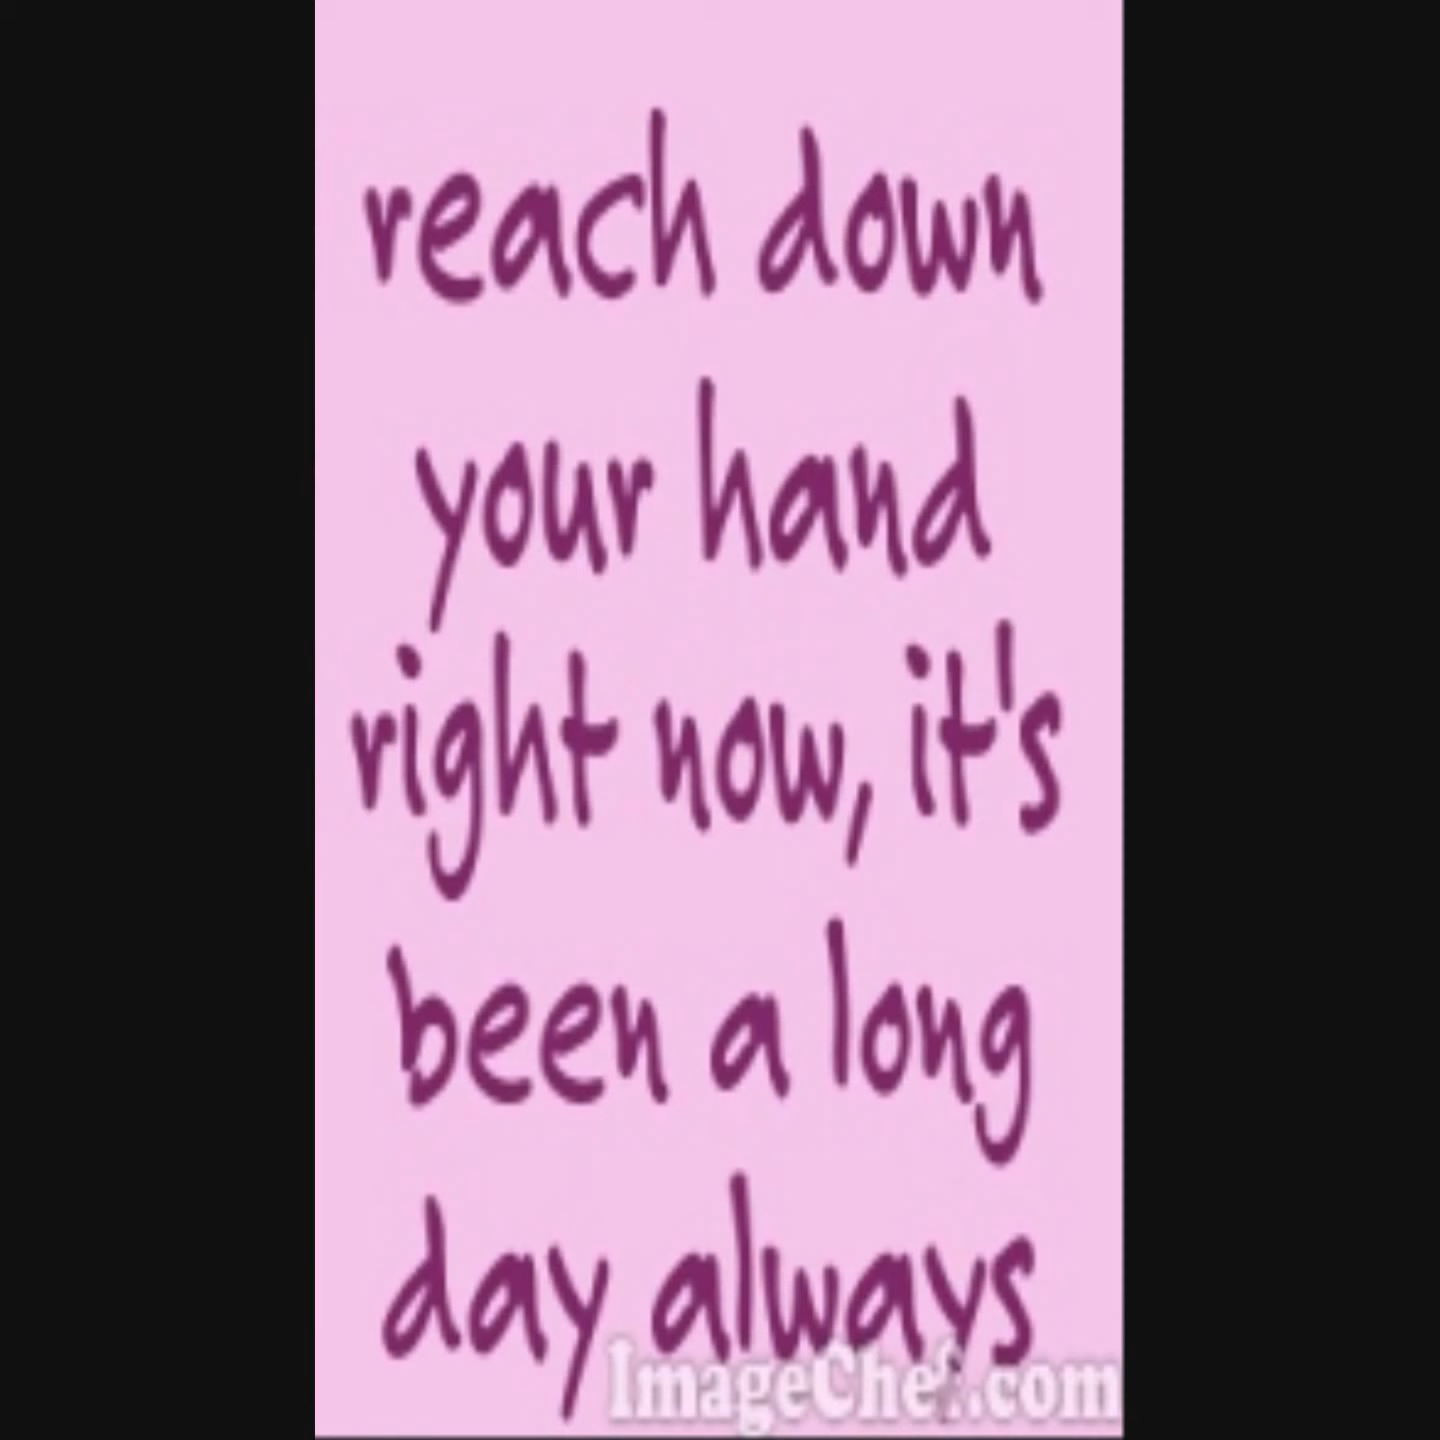 reach down
your hand
right now, it's
been a long
day always
ImageChef.com